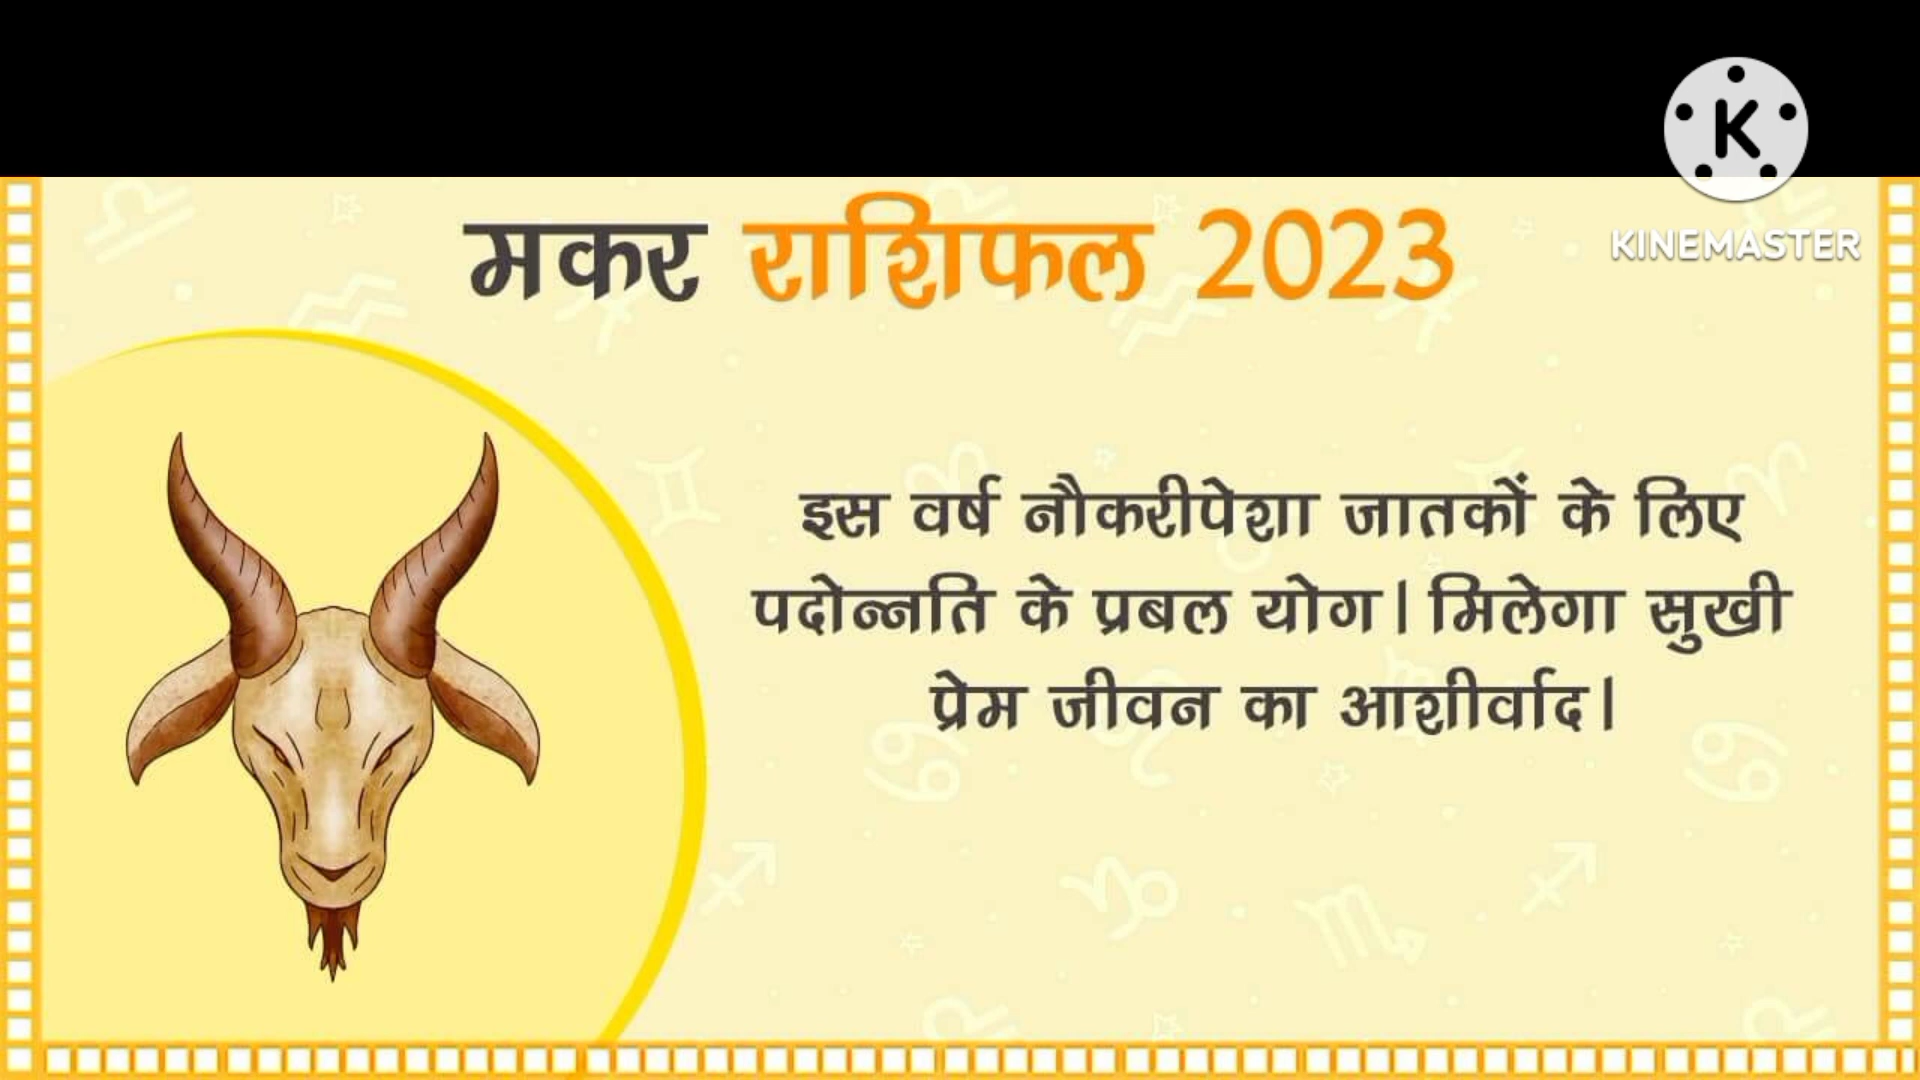 K
KINEMASTER
मकर राशिफल 2023
इस वर्ष नौकरीपेशा जातकों के लिए
पदोन्नति के प्रबल योग। मिलेगा सुखी
प्रेम जीवन का आशीर्वाद।